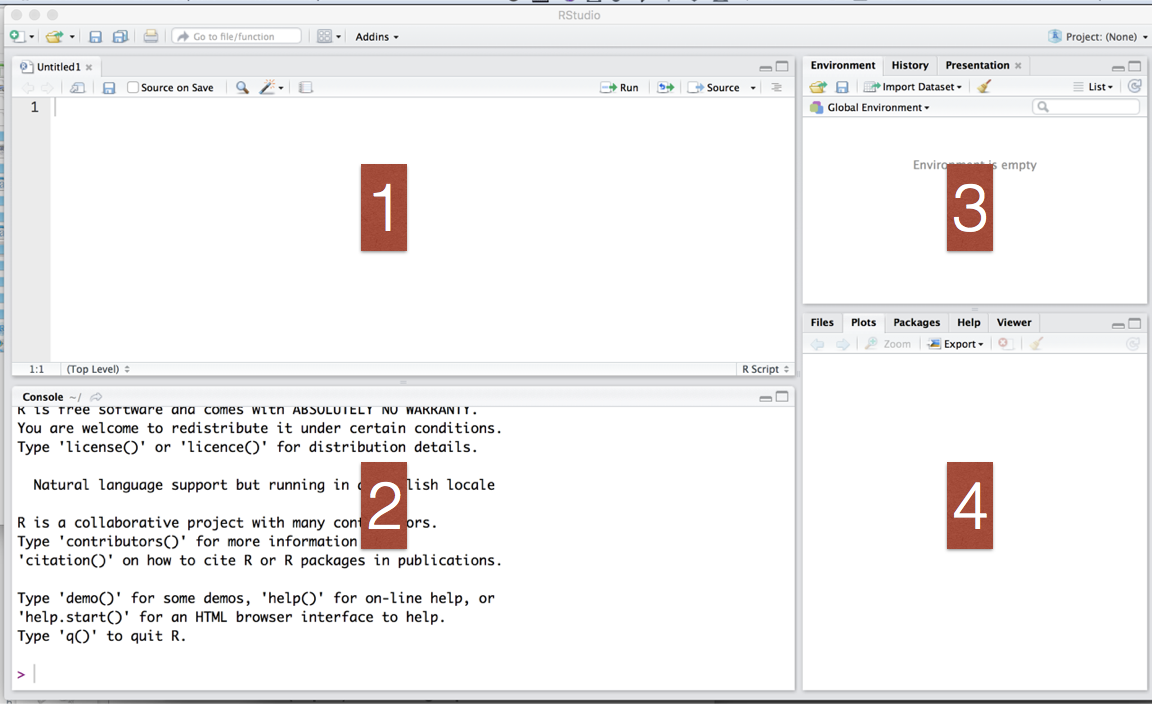 RStudio
Go to file/function
Addins
Project: (None)
Untitled1
Source on Save
Run
Source
1
1
1:1
(Top Level)
R Script
Console ~/
R is free software and comes with ABSOLUTELY NO WARRANTY.
You are welcome to redistribute it under certain conditions.
Type 'license()' or 'licence()' for distribution details.
Natural language support but running in lish locale
2
R is a collaborative project with many cont ors.
Type 'contributors()' for more information
'citation()' on how to cite R or R packages in publications.
Type 'demo()' for some demos, 'help()' for on-line help, or
'help.start()' for an HTML browser interface to help.
Type 'q()' to quit R.
>
Environment History Presentation
Import Dataset
List
Global Environment
Environment is empty
3
Files Plots Packages Help Viewer
Zoom
Export
4